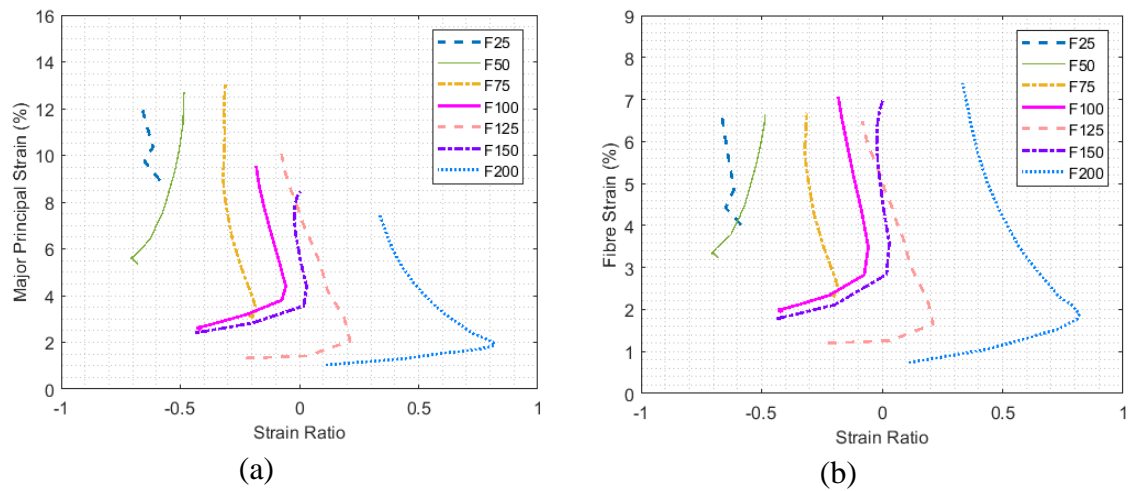 16
14
12
10
8
6
4
2
0
-1
-0.5
0
0.5
1
Major Principal Strain (%)
Strain Ratio
F25
F50
F75
F100
F125
F150
F200
(a)
9
8
7
6
5
4
3
2
1
0
-1
-0.5
0
0.5
1
Fibre Strain (%)
Strain Ratio
F25
F50
F75
F100
F125
F150
F200
(b)